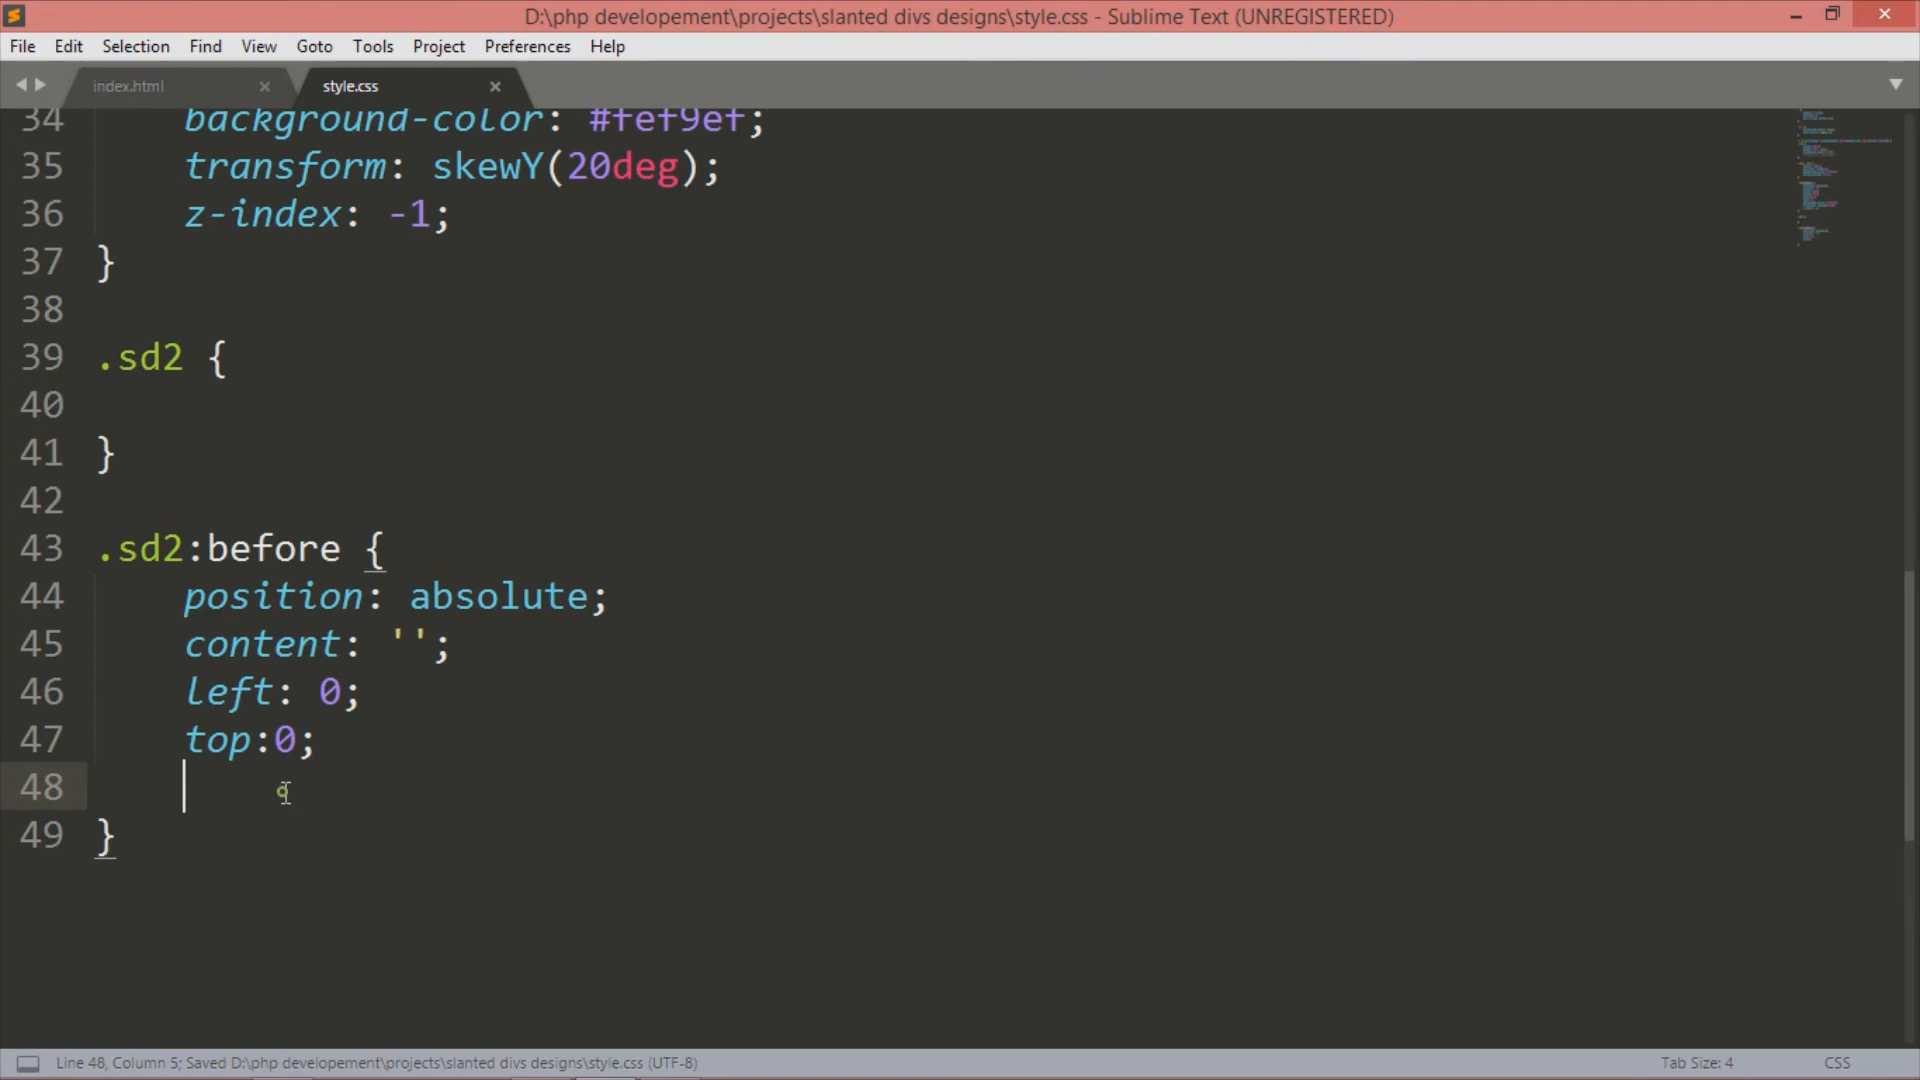 D:\php developement\projects\slanted divs designs\style.css - Sublime Text (UNREGISTERED)
File Edit Selection Find View Goto Tools Project Preferences Help
index.html style.css
34 background-color: #fef9ef;
35 transform: skewY(20deg);
36 z-index: -1;
37 }
38
39 .sd2 {
40
41 }
42
43 .sd2:before {
44 position: absolute;
45 content: '';
46 left: 0;
47 top:0;
48
49 }
Line 48, Column 5; Saved D:\php developement\projects\slanted divs designs\style.css (UTF-8) Tab Size: 4 CSS